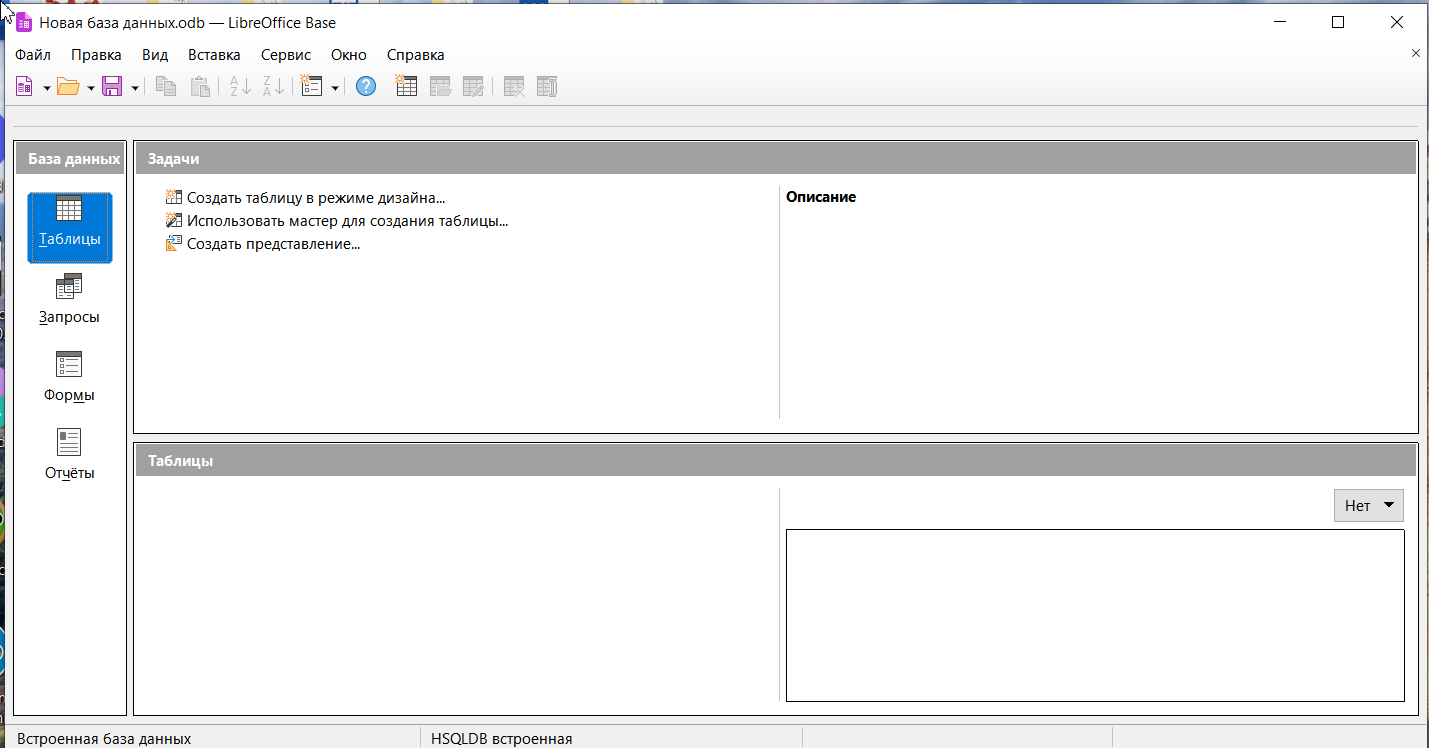 Новая база данных.odb — LibreOffice Base
Файл Правка Вид Вставка Сервис Окно Справка
База данных
Таблицы
Запросы
Формы
Отчёты
Задачи
Создать таблицу в режиме дизайна...
Использовать мастер для создания таблицы...
Создать представление...
Описание
Таблицы
Нет
Встроенная база данных
HSQLDB встроенная